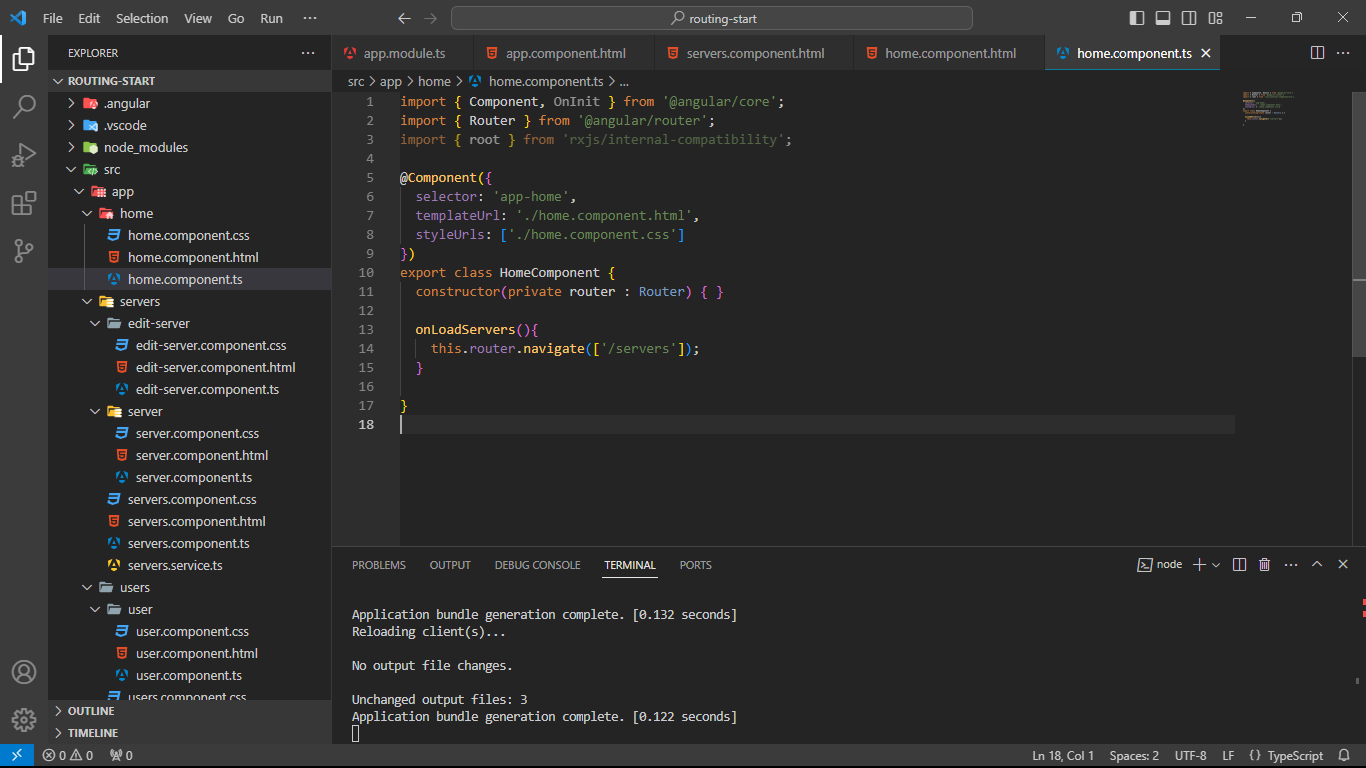 File Edit Selection View Go Run ···
routing-start
EXPLORER ···
ROUTING-START
.angular
.vscode
node_modules
src
app
home
home.component.css
home.component.html
home.component.ts
servers
edit-server
edit-server.component.css
edit-server.component.html
edit-server.component.ts
server
server.component.css
server.component.html
server.component.ts
servers.component.css
servers.component.html
servers.component.ts
servers.service.ts
users
user
user.component.css
user.component.html
user.component.ts
users.component.css
OUTLINE
TIMELINE
app.module.ts app.component.html servers.component.html home.component.html home.component.ts
src > app > home > home.component.ts > ...
1 import { Component, OnInit } from '@angular/core';
2 import { Router } from '@angular/router';
3 import { root } from 'rxjs/internal-compatibility';
4
5 @Component({
6 selector: 'app-home',
7 templateUrl: './home.component.html',
8 styleUrls: ['./home.component.css']
9 })
10 export class HomeComponent {
11 constructor(private router : Router) { }
12
13 onLoadServers(){
14 this.router.navigate(['/servers']);
15 }
16
17 }
18
PROBLEMS OUTPUT DEBUG CONSOLE TERMINAL PORTS
node
Application bundle generation complete. [0.132 seconds]
Reloading client(s)...
No output file changes.
Unchanged output files: 3
Application bundle generation complete. [0.122 seconds]
0 0 0
Ln 18, Col 1 Spaces: 2 UTF-8 LF {} TypeScript